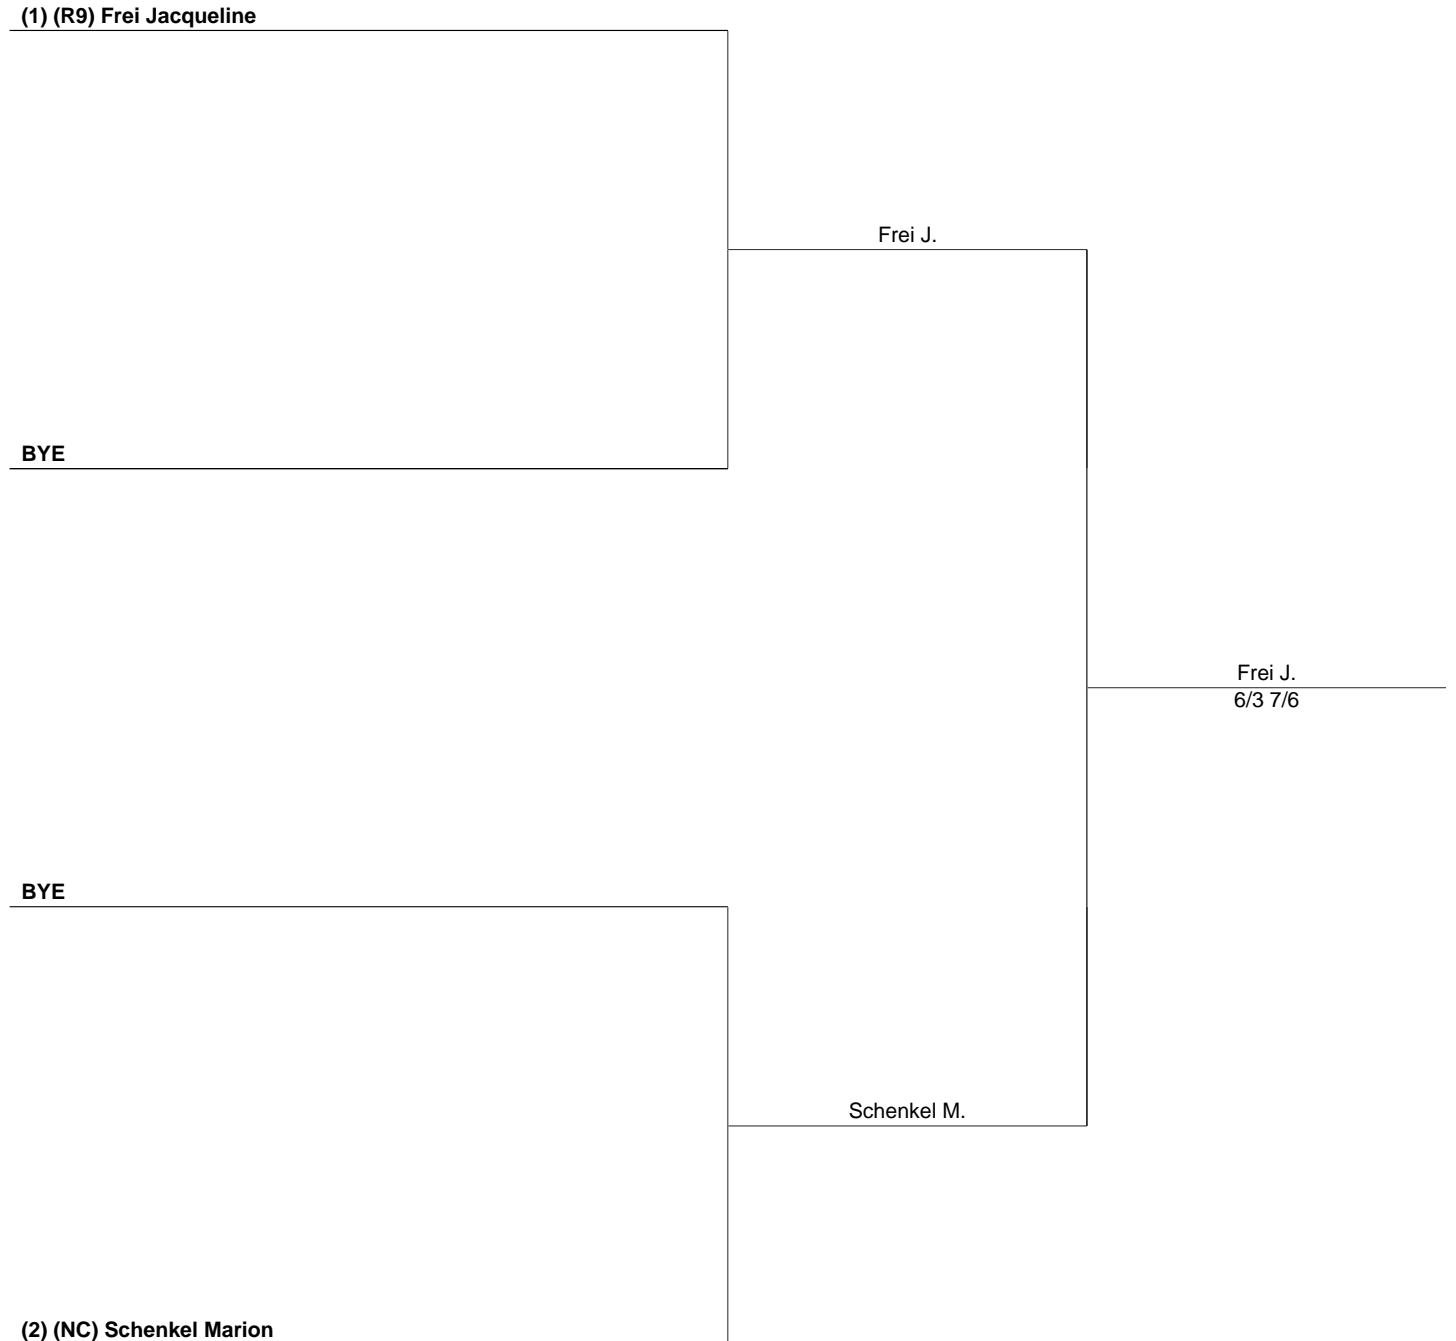 (1) (R9) Frei Jacqueline
Frei J.
BYE
Frei J.
6/3 7/6
BYE
Schenkel M.
(2) (NC) Schenkel Marion